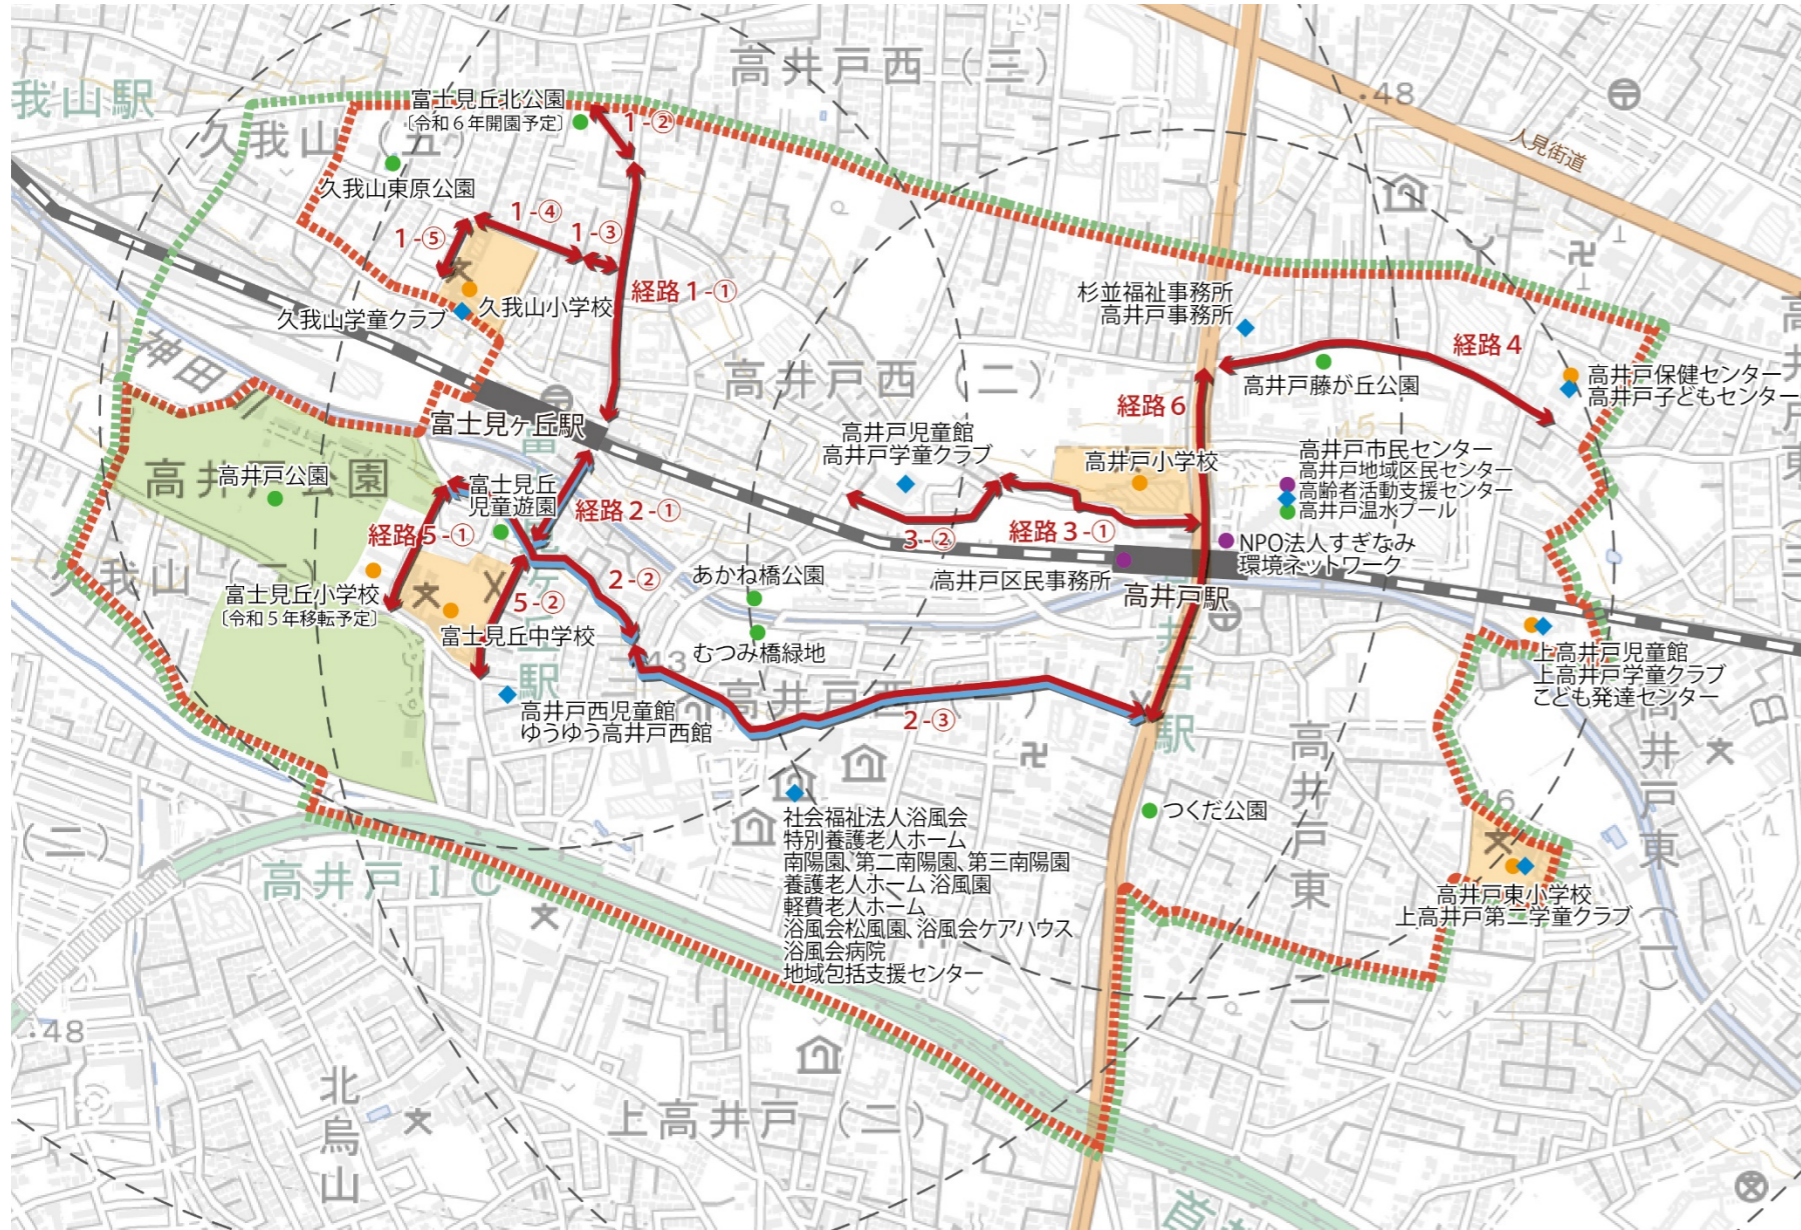 高井戸西(三)
我山駅
富士見丘北公園
〔令和6年開園予定〕
1-②
・48
人見街道
久我山(五)
久我山東原公園
1-④
1-③
1-⑤
経路1-①
久我山小学校
久我山学童クラブ
杉並福祉事務所
高井戸事務所
神田川
高井戸西(二)
経路4
高井戸藤が丘公園
高井戸保健センター
高井戸子どもセンター
経路6
45
富士見ヶ丘駅
高井戸児童館
高井戸学童クラブ
高井戸小学校
高井戸市民センター
高井戸地域区民センター
高齢者活動支援センター
高井戸温水プール
高井戸公園
高井戸公園
富士見丘
児童遊園
経路2-①
経路5-①
3-②
経路3-①
NPO法人すぎなみ
環境ネットワーク
高井戸区民事務所
高井戸駅
あかね橋公園
2-②
5-②
富士見丘小学校
〔令和5年移転予定〕
富士見丘中学校
むつみ橋緑地
43
上高井戸児童館
上高井戸学童クラブ
こども発達センター
高井戸西児童館
ゆうゆう高井戸西館
2-③
高井戸東(二)
高井戸東(一)
つくだ公園
46
社会福祉法人浴風会
特別養護老人ホーム
南陽園、第二南陽園、第三南陽園
養護老人ホーム 浴風園
軽費老人ホーム
浴風会松風園、浴風会ケアハウス
浴風会病院
地域包括支援センター
高井戸東小学校
上高井戸第二学童クラブ
(二)
高井戸IC
・48
北烏山
上高井戸(二)